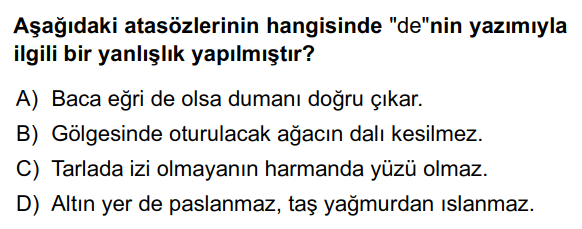 Aşağıdaki atasözlerinin hangisinde "de"nin yazımıyla
ilgili bir yanlışlık yapılmıştır?
A) Baca eğri de olsa dumanı doğru çıkar.
B) Gölgesinde oturulacak ağacın dalı kesilmez.
C) Tarlada izi olmayanın harmanda yüzü olmaz.
D) Altın yer de paslanmaz, taş yağmurdan ıslanmaz.